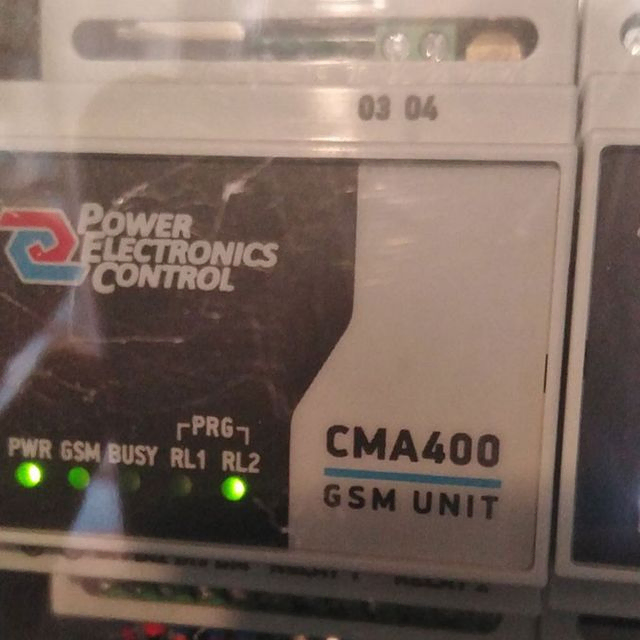 03 04
POWER
ELECTRONICS
CONTROL
PRG
PWR GSM BUSY RL1 RL2
CMA400
GSM UNIT